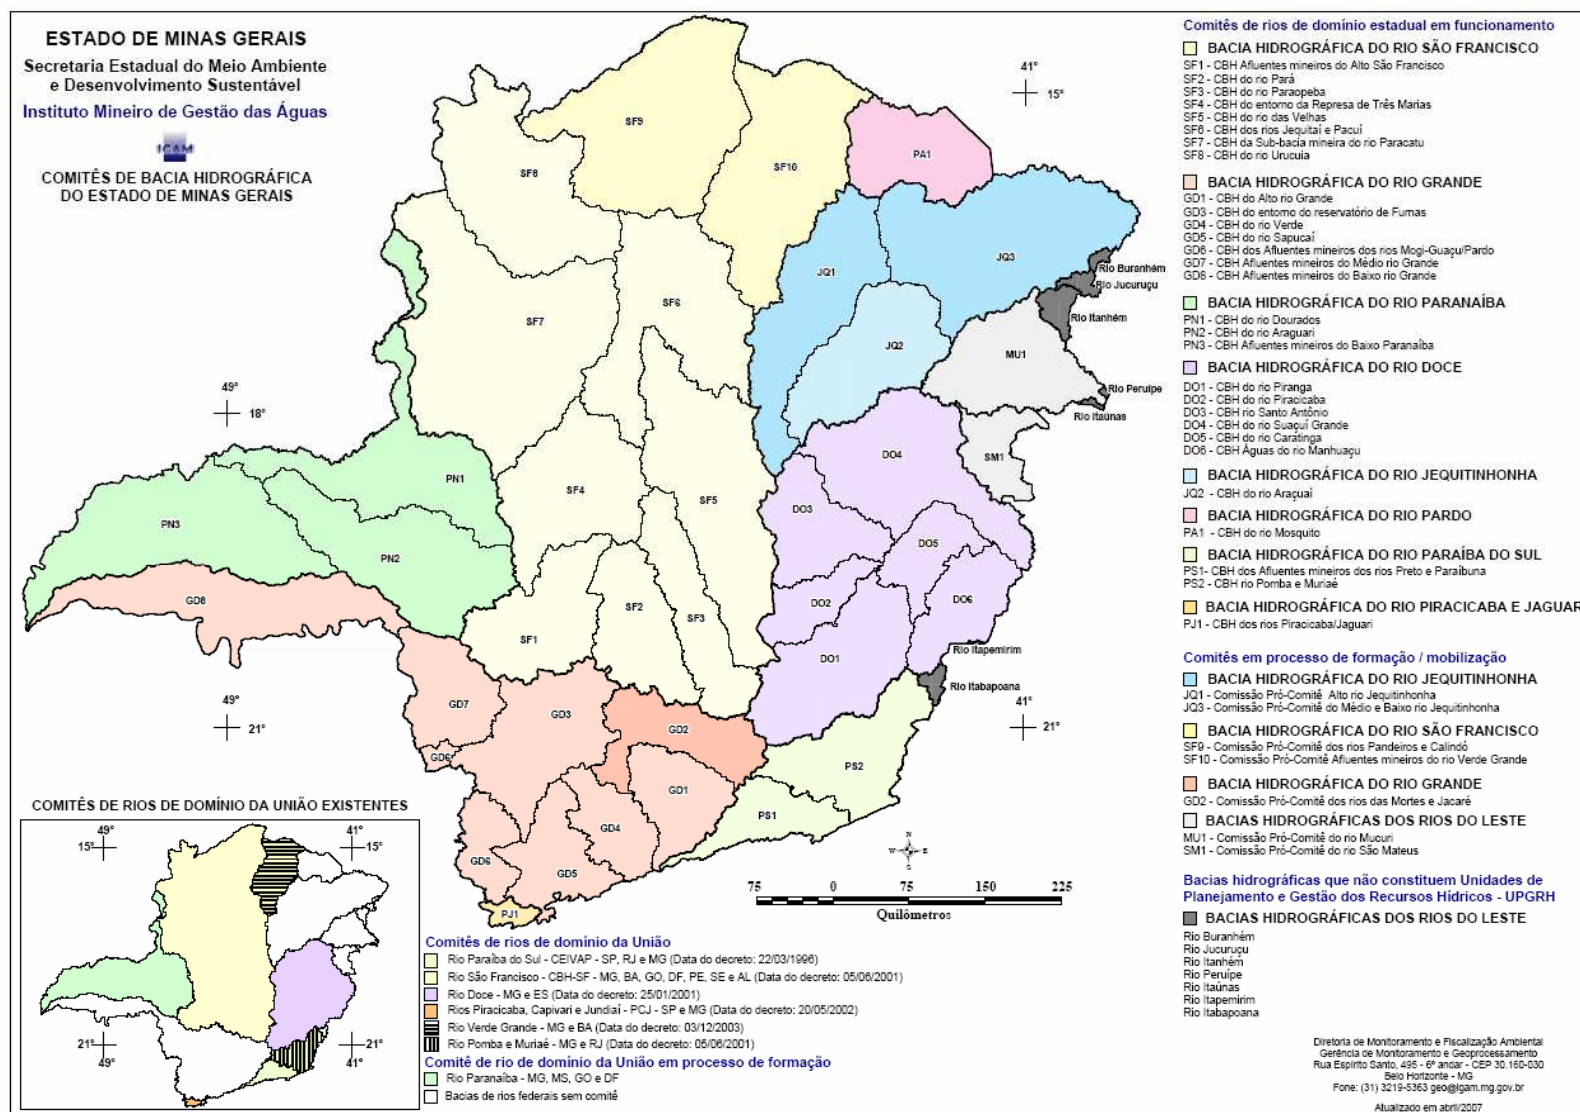 ESTADO DE MINAS GERAIS
Secretaria Estadual do Meio Ambiente
e Desenvolvimento Sustentável
Instituto Mineiro de Gestão das Águas
IGAM
COMITÊS DE BACIA HIDROGRÁFICA
DO ESTADO DE MINAS GERAIS
41°
15°
49°
18°
49°
21°
41°
21°
SF9
SF8
SF10
PA1
JQ1
JQ3
Rio Buranhém
Rio Jucuruçu
Rio Itanhém
SF6
SF7
JQ2
MU1
Rio Peruípe
Rio Itaúnas
SM1
DO4
PN1
SF4
SF5
DO3
PN3
PN2
DO5
DO2
DO6
GD8
SF2
SF3
SF1
DO1
Rio Itapemirim
Rio Itabapoana
GD7
GD3
GD2
GD6
PS2
GD1
PS1
GD4
GD6
GD5
PJ1
N
W
E
S
75
0
75
150
225
Quilômetros
COMITÊS DE RIOS DE DOMÍNIO DA UNIÃO EXISTENTES
49°
15°
41°
15°
21°
49°
21°
41°
Comitês de rios de domínio da União
Rio Paraíba do Sul - CEIVAP - SP, RJ e MG (Data do decreto: 22/03/1996)
Rio São Francisco - CBH-SF - MG, BA, GO, DF, PE, SE e AL (Data do decreto: 05/06/2001)
Rio Doce - MG e ES (Data do decreto: 25/01/2001)
Rios Piracicaba, Capivari e Jundiaí - PCJ - SP e MG (Data do decreto: 20/05/2002)
Rio Verde Grande - MG e BA (Data do decreto: 03/12/2003)
Rio Pomba e Muriaé - MG e RJ (Data do decreto: 05/06/2001)
Comitê de rio de domínio da União em processo de formação
Rio Paranaíba - MG, MS, GO e DF
Bacias de rios federais sem comitê
Comitês de rios de domínio estadual em funcionamento
BACIA HIDROGRÁFICA DO RIO SÃO FRANCISCO
SF1 - CBH Afluentes mineiros do Alto São Francisco
SF2 - CBH do rio Pará
SF3 - CBH do rio Paraopeba
SF4 - CBH do entorno da Represa de Três Marias
SF5 - CBH do rio das Velhas
SF6 - CBH dos rios Jequitaí e Pacuí
SF7 - CBH da Sub-bacia mineira do rio Paracatu
SF8 - CBH do rio Urucuia
BACIA HIDROGRÁFICA DO RIO GRANDE
GD1 - CBH do Alto rio Grande
GD3 - CBH do entorno do reservatório de Furnas
GD4 - CBH do rio Verde
GD5 - CBH do rio Sapucaí
GD6 - CBH dos Afluentes mineiros dos rios Mogi-Guaçu/Pardo
GD7 - CBH Afluentes mineiros do Médio rio Grande
GD8 - CBH Afluentes mineiros do Baixo rio Grande
BACIA HIDROGRÁFICA DO RIO PARANAÍBA
PN1 - CBH do rio Dourados
PN2 - CBH do rio Araguari
PN3 - CBH Afluentes mineiros do Baixo Paranaíba
BACIA HIDROGRÁFICA DO RIO DOCE
DO1 - CBH do rio Piranga
DO2 - CBH do rio Piracicaba
DO3 - CBH rio Santo Antônio
DO4 - CBH do rio Suaçuí Grande
DO5 - CBH do rio Caratinga
DO6 - CBH Águas do rio Manhuaçu
BACIA HIDROGRÁFICA DO RIO JEQUITINHONHA
JQ2 - CBH do rio Araçuaí
BACIA HIDROGRÁFICA DO RIO PARDO
PA1 - CBH do rio Mosquito
BACIA HIDROGRÁFICA DO RIO PARAÍBA DO SUL
PS1- CBH dos Afluentes mineiros dos rios Preto e Paraibuna
PS2 - CBH rio Pomba e Muriaé
BACIA HIDROGRÁFICA DO RIO PIRACICABA E JAGUAR
PJ1 - CBH dos rios Piracicaba/Jaguari
Comitês em processo de formação / mobilização
BACIA HIDROGRÁFICA DO RIO JEQUITINHONHA
JQ1 - Comissão Pró-Comitê Alto rio Jequitinhonha
JQ3 - Comissão Pró-Comitê do Médio e Baixo rio Jequitinhonha
BACIA HIDROGRÁFICA DO RIO SÃO FRANCISCO
SF9 - Comissão Pró-Comitê dos rios Pandeiros e Calindó
SF10 - Comissão Pró-Comitê Afluentes mineiros do rio Verde Grande
BACIA HIDROGRÁFICA DO RIO GRANDE
GD2 - Comissão Pró-Comitê dos rios das Mortes e Jacaré
BACIAS HIDROGRÁFICAS DOS RIOS DO LESTE
MU1 - Comissão Pró-Comitê do rio Mucuri
SM1 - Comissão Pró-Comitê do rio São Mateus
Bacias hidrográficas que não constituem Unidades de
Planejamento e Gestão dos Recursos Hídricos - UPGRH
BACIAS HIDROGRÁFICAS DOS RIOS DO LESTE
Rio Buranhém
Rio Jucuruçu
Rio Itanhém
Rio Peruípe
Rio Itaúnas
Rio Itapemirim
Rio Itabapoana
Diretoria de Monitoramento e Fiscalização Ambiental
Gerência de Monitoramento e Geoprocessamento
Rua Espírito Santo, 495 - 6º andar - CEP 30.160-030
Belo Horizonte - MG
Fone: (31) 3219-5363 geo@igam.mg.gov.br
Atualizado em abril/2007